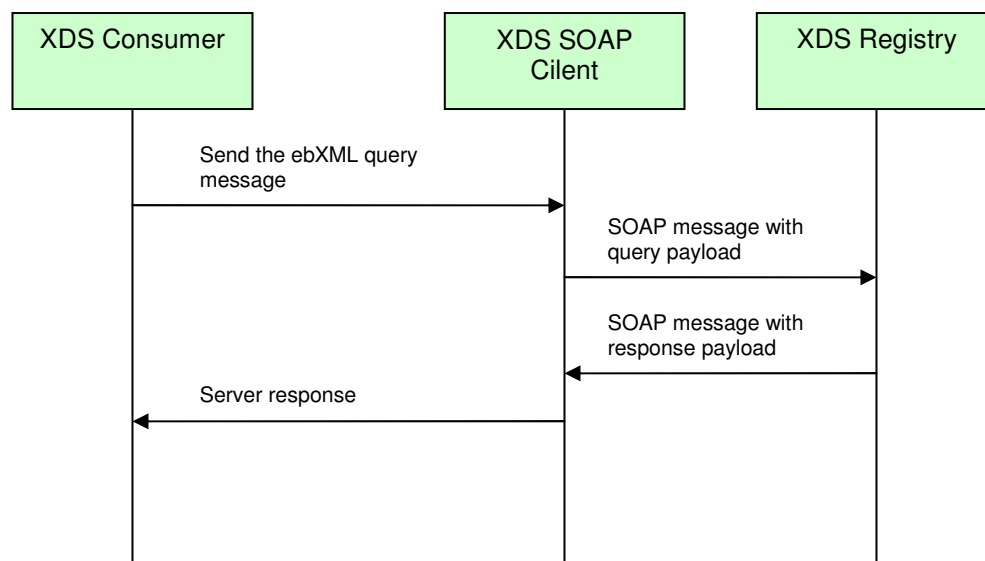 XDS Consumer
XDS SOAP
Cilent
XDS Registry
Send the ebXML query
message
SOAP message with
query payload
SOAP message with
response payload
Server response